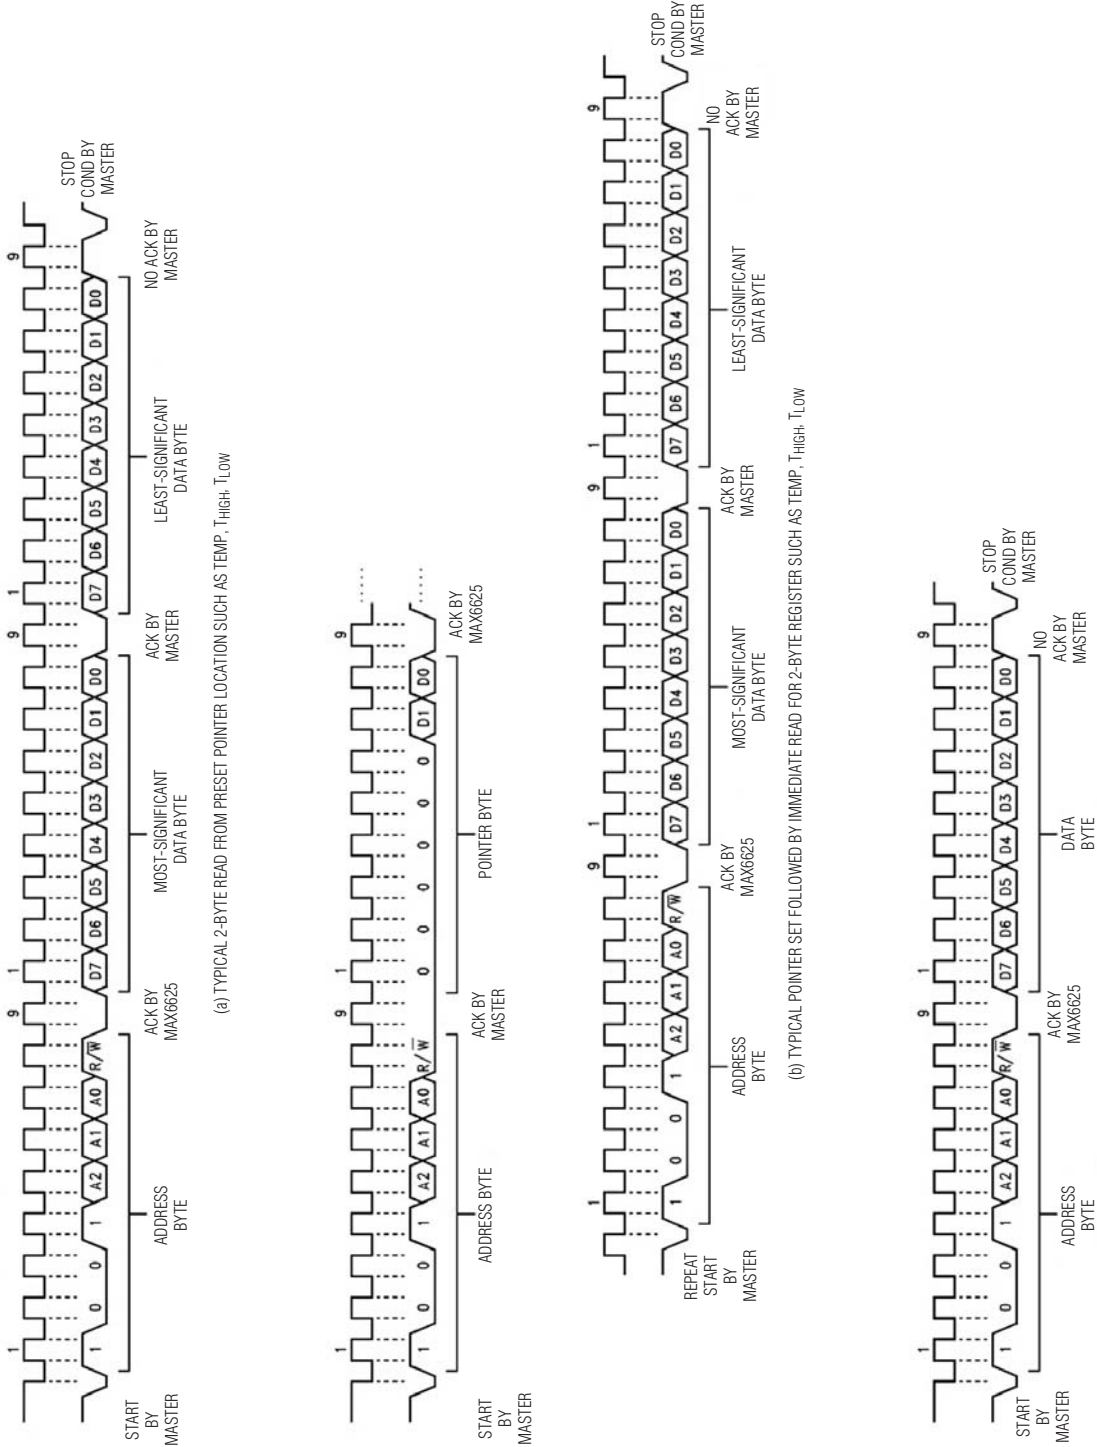 1 9 1 9 1 9
1 0 0 1 A2 A1 A0 R/W̅ D7 D6 D5 D4 D3 D2 D1 D0 D7 D6 D5 D4 D3 D2 D1 D0
START
BY
MASTER
ADDRESS
BYTE
ACK BY
MAX6625
MOST-SIGNIFICANT
DATA BYTE
ACK BY
MASTER
LEAST-SIGNIFICANT
DATA BYTE
NO ACK BY
MASTER
STOP
COND BY
MASTER
(a) TYPICAL 2-BYTE READ FROM PRESET POINTER LOCATION SUCH AS TEMP, THIGH, TLOW
1 9 1 9
1 0 0 1 A2 A1 A0 R/W̅ 0 0 0 0 0 0 D1 D0
START
BY
MASTER
ADDRESS BYTE
ACK BY
MASTER
POINTER BYTE
ACK BY
MAX6625
1 9 1 9 1 9
1 0 0 1 A2 A1 A0 R/W̅ D7 D6 D5 D4 D3 D2 D1 D0 D7 D6 D5 D4 D3 D2 D1 D0
REPEAT
START
BY
MASTER
ADDRESS
BYTE
ACK BY
MAX6625
MOST-SIGNIFICANT
DATA BYTE
ACK BY
MASTER
LEAST-SIGNIFICANT
DATA BYTE
NO
ACK BY
MASTER
STOP
COND BY
MASTER
(b) TYPICAL POINTER SET FOLLOWED BY IMMEDIATE READ FOR 2-BYTE REGISTER SUCH AS TEMP, THIGH, TLOW
1 9 1 9
1 0 0 1 A2 A1 A0 R/W̅ D7 D6 D5 D4 D3 D2 D1 D0
START
BY
MASTER
ADDRESS
BYTE
ACK BY
MAX6625
DATA
BYTE
NO
ACK BY
MASTER
STOP
COND BY
MASTER